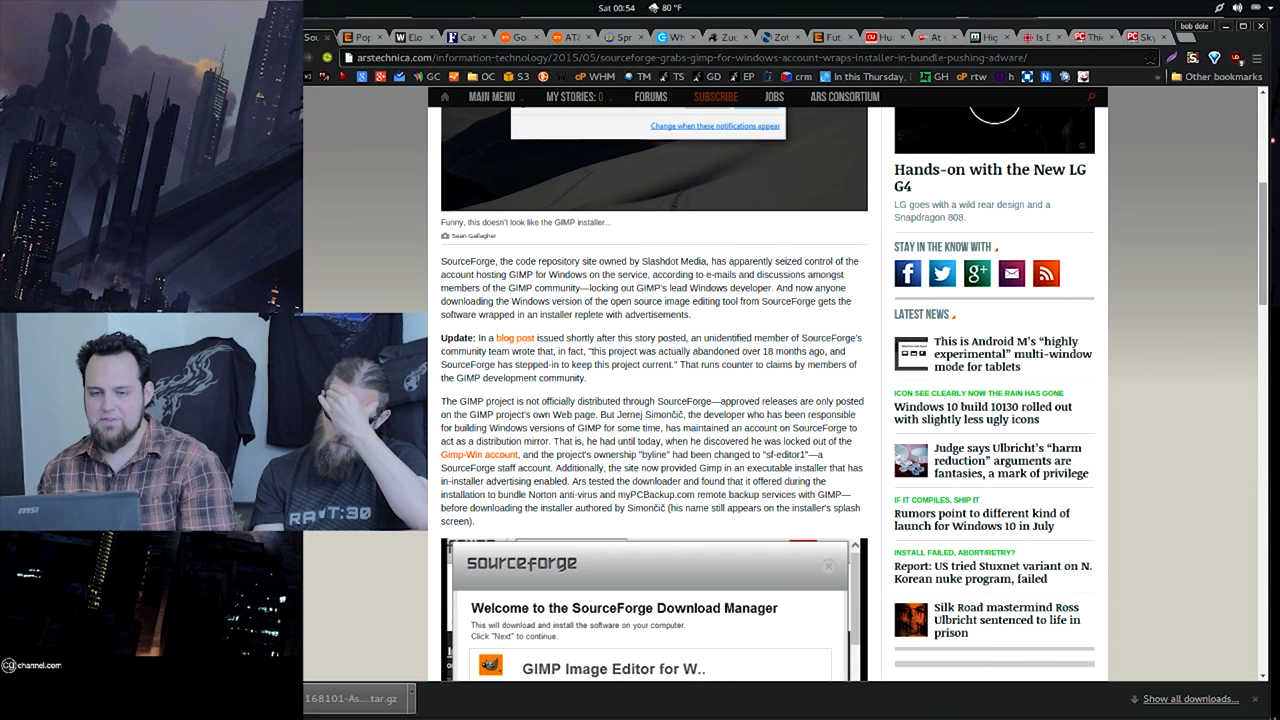 Sat 00:54
80 °F
bob dole
Sou
Pop
Elo
Car
Go
AT&
Spr
Wh
Zuc
Zot
Fut
Hu
At
Hig
Is E
Thi
Sky
arstechnica.com/information-technology/2015/05/sourceforge-grabs-gimp-for-windows-account-wraps-installer-in-bundle-pushing-adware/
GC
OC
S3
WHM
TM
TS
GD
EP
crm
In this Thursday,
GH
rtw
Other bookmarks
MAIN MENU
MY STORIES: 0
FORUMS
SUBSCRIBE
JOBS
ARS CONSORTIUM
Change when these notifications appear
Funny, this doesn't look like the GIMP installer...
Sean Gallagher
SourceForge, the code repository site owned by Slashdot Media, has apparently seized control of the
account hosting GIMP for Windows on the service, according to e-mails and discussions amongst
members of the GIMP community—locking out GIMP's lead Windows developer. And now anyone
downloading the Windows version of the open source image editing tool from SourceForge gets the
software wrapped in an installer replete with advertisements.
Update: In a blog post issued shortly after this story posted, an unidentified member of SourceForge's
community team wrote that, in fact, "this project was actually abandoned over 18 months ago, and
SourceForge has stepped-in to keep this project current." That runs counter to claims by members of
the GIMP development community.
The GIMP project is not officially distributed through SourceForge—approved releases are only posted
on the GIMP project's own Web page. But Jernej Simončič, the developer who has been responsible
for building Windows versions of GIMP for some time, has maintained an account on SourceForge to
act as a distribution mirror. That is, he had until today, when he discovered he was locked out of the
Gimp-Win account, and the project's ownership "byline" had been changed to "sf-editor1"—a
SourceForge staff account. Additionally, the site now provided Gimp in an executable installer that has
in-installer advertising enabled. Ars tested the downloader and found that it offered during the
installation to bundle Norton anti-virus and myPCBackup.com remote backup services with GIMP—
before downloading the installer authored by Simončič (his name still appears on the installer's splash
screen).
sourceforge
Welcome to the SourceForge Download Manager
This will download and install the software on your computer.
Click "Next" to continue.
GIMP Image Editor for W..
Hands-on with the New LG
G4
LG goes with a wild rear design and a
Snapdragon 808.
STAY IN THE KNOW WITH
LATEST NEWS
This is Android M's "highly
experimental" multi-window
mode for tablets
ICON SEE CLEARLY NOW THE RAIN HAS GONE
Windows 10 build 10130 rolled out
with slightly less ugly icons
Judge says Ulbricht's "harm
reduction" arguments are
fantasies, a mark of privilege
IF IT COMPILES, SHIP IT
Rumors point to different kind of
launch for Windows 10 in July
INSTALL FAILED, ABORT/RETRY?
Report: US tried Stuxnet variant on N.
Korean nuke program, failed
Silk Road mastermind Ross
Ulbricht sentenced to life in
prison
msi
cgchannel.com
168101-As....tar.gz
Show all downloads...